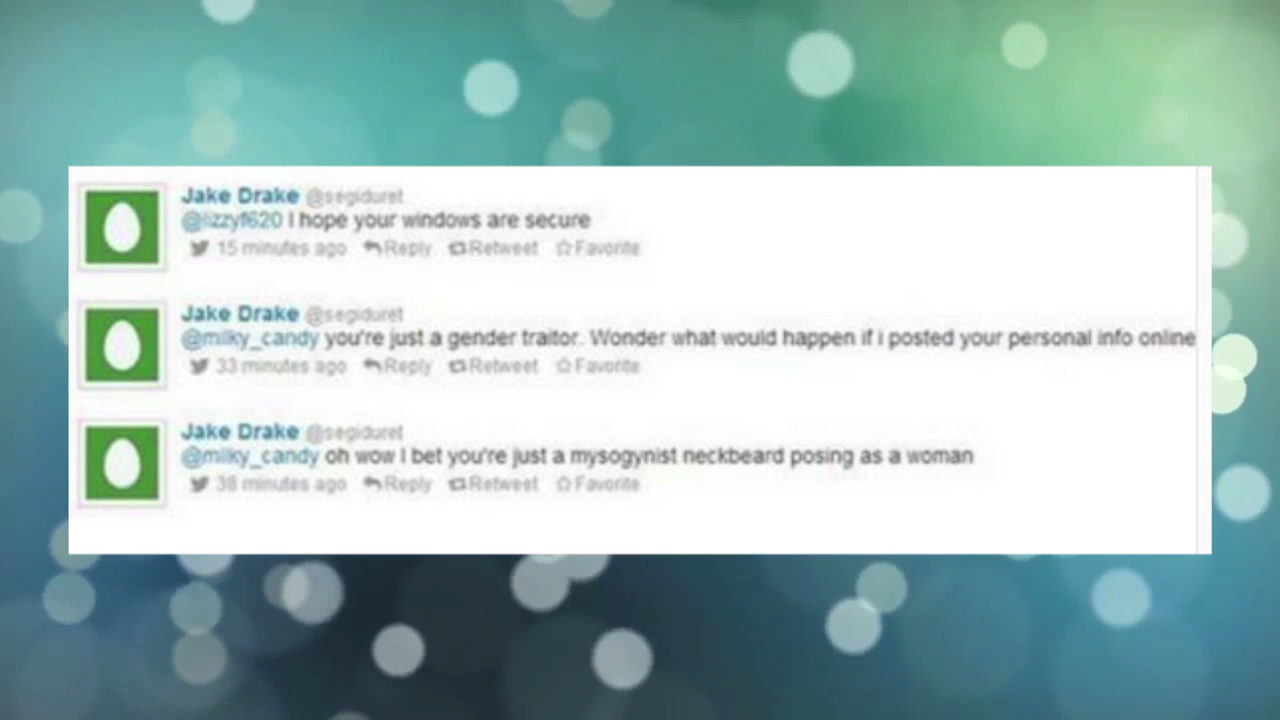 Jake Drake @segiduret
@lizzyf620 I hope your windows are secure
15 minutes ago Reply Retweet Favorite
Jake Drake @segiduret
@milky_candy you're just a gender traitor. Wonder what would happen if i posted your personal info online
33 minutes ago Reply Retweet Favorite
Jake Drake @segiduret
@milky_candy oh wow I bet you're just a mysogynist neckbeard posing as a woman
38 minutes ago Reply Retweet Favorite